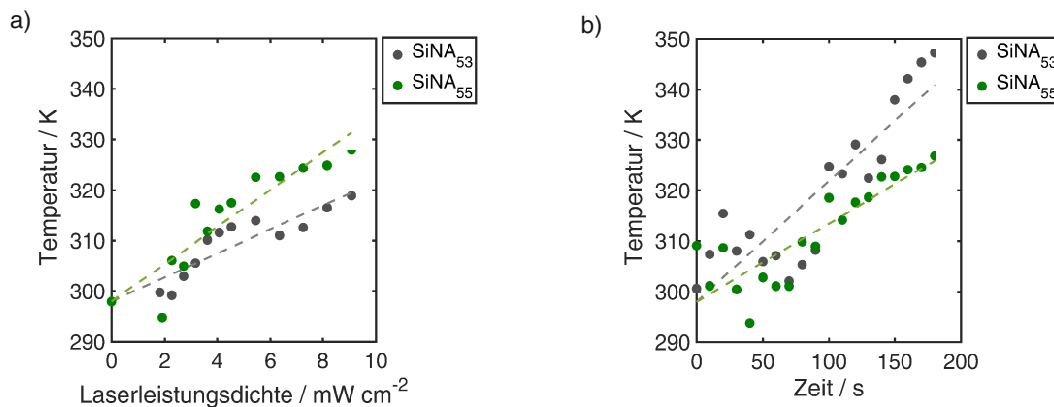 a)
350
340
330
320
310
300
290
0 2 4 6 8 10
Temperatur / K
Laserleistungsdichte / mW cm⁻²
SiNA₅₃
SiNA₅₅
b)
350
340
330
320
310
300
290
0 50 100 150 200
Temperatur / K
Zeit / s
SiNA₅₃
SiNA₅₅